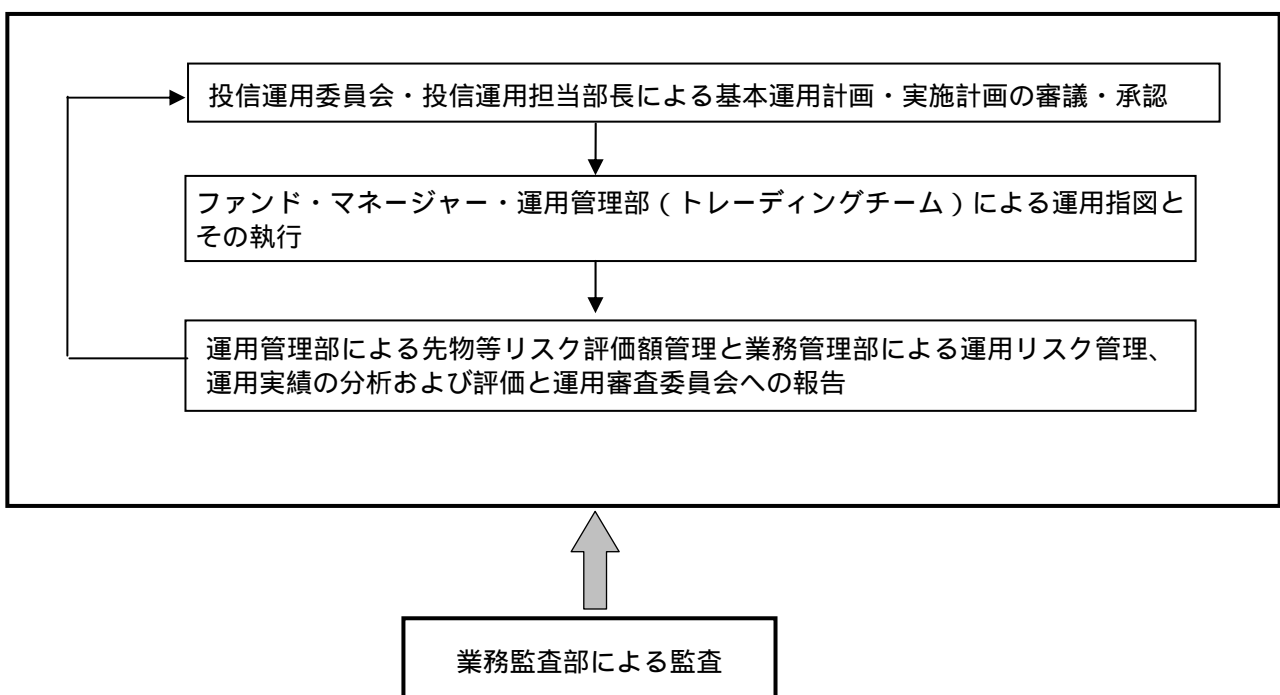 投信運用委員会・投信運用担当部長による基本運用計画・実施計画の審議・承認
ファンド・マネージャー・運用管理部（トレーディングチーム）による運用指図と
その執行
運用管理部による先物等リスク評価額管理と業務管理部による運用リスク管理、
運用実績の分析および評価と運用審査委員会への報告
業務監査部による監査